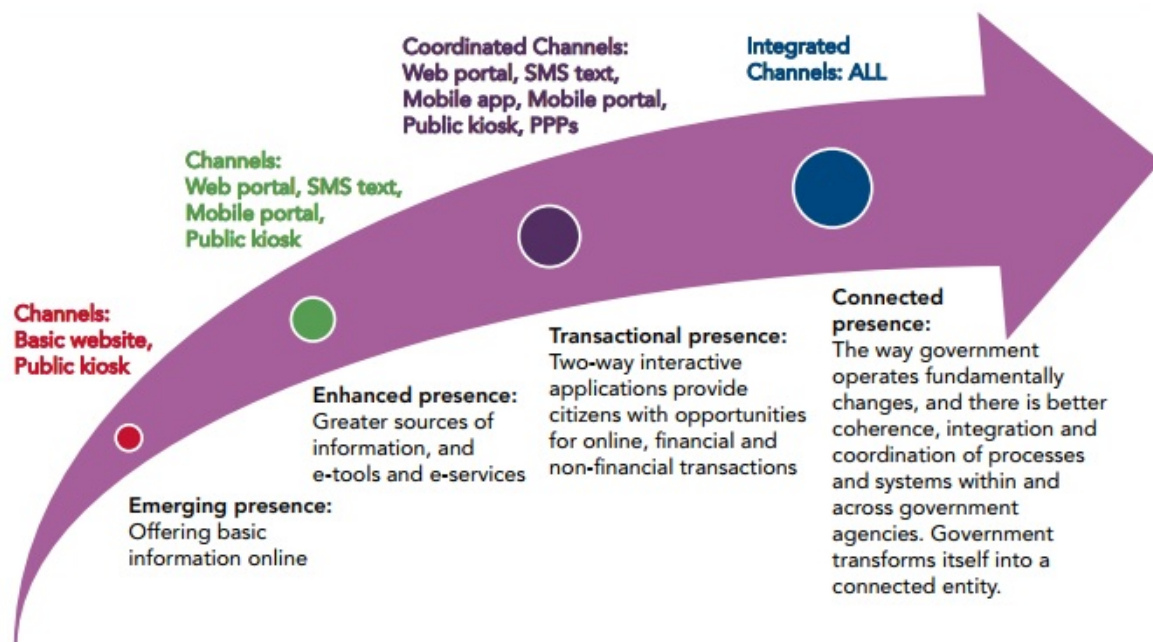 Coordinated Channels:
Web portal, SMS text,
Mobile app, Mobile portal,
Public kiosk, PPPs
Integrated
Channels: ALL
Channels:
Web portal, SMS text,
Mobile portal,
Public kiosk
Channels:
Basic website,
Public kiosk
Emerging presence:
Offering basic
information online
Enhanced presence:
Greater sources of
information, and
e-tools and e-services
Transactional presence:
Two-way interactive
applications provide
citizens with opportunities
for online, financial and
non-financial transactions
Connected
presence:
The way government
operates fundamentally
changes, and there is better
coherence, integration and
coordination of processes
and systems within and
across government
agencies. Government
transforms itself into a
connected entity.